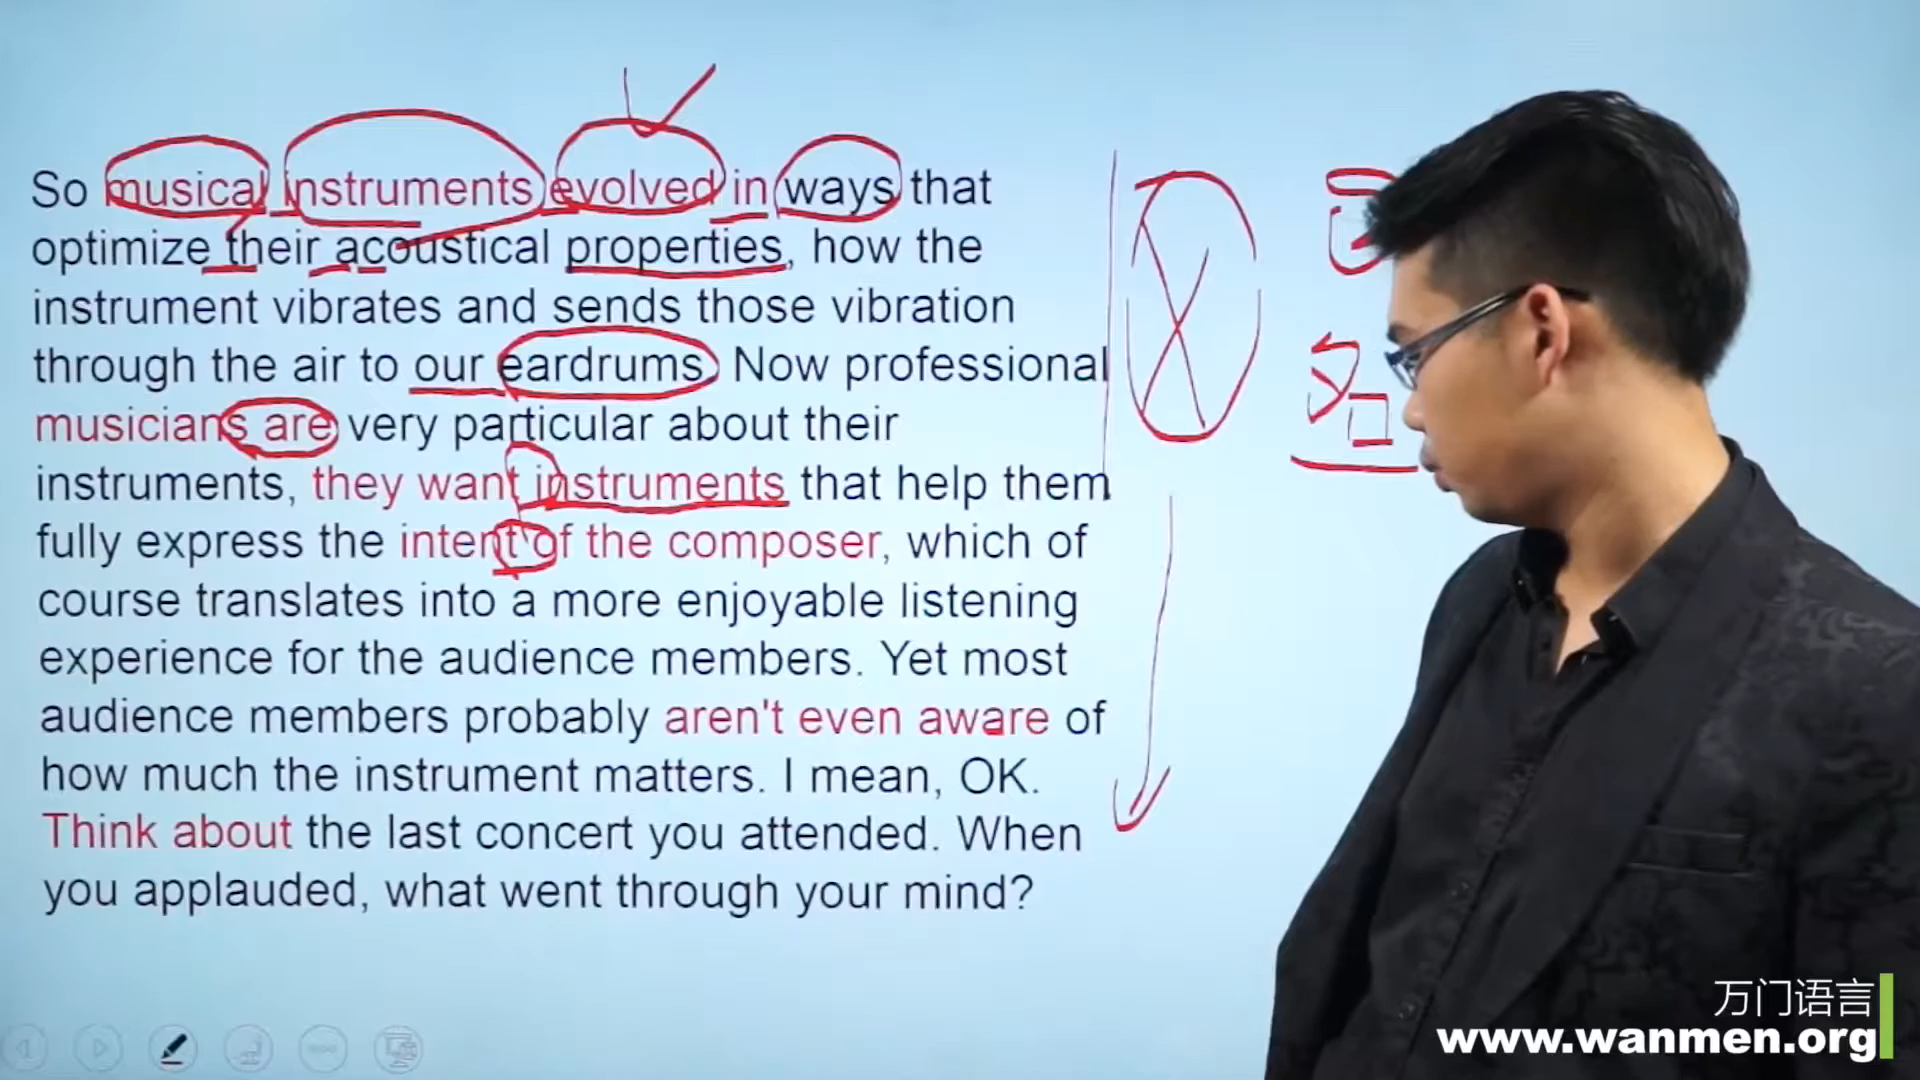 So musical instruments evolved in ways that
optimize their acoustical properties, how the
instrument vibrates and sends those vibration
through the air to our eardrums. Now professional
musicians are very particular about their
instruments, they want instruments that help them
fully express the intent of the composer, which of
course translates into a more enjoyable listening
experience for the audience members. Yet most
audience members probably aren't even aware of
how much the instrument matters. I mean, OK.
Think about the last concert you attended. When
you applauded, what went through your mind?
万门语言
www.wanmen.org